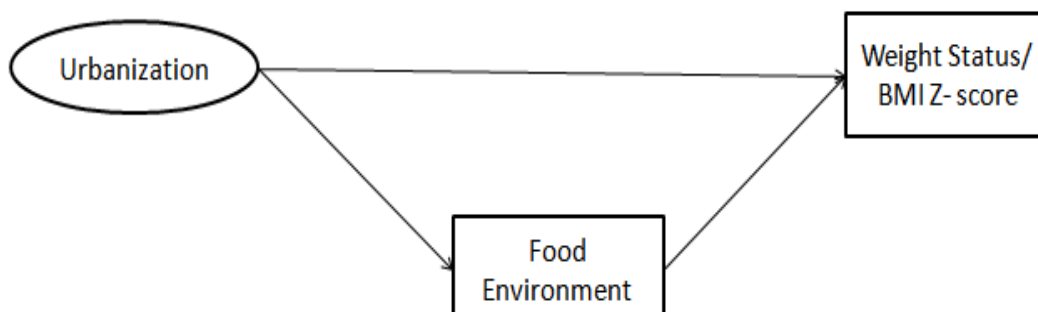 Urbanization
Weight Status/
BMI Z- score
Food
Environment